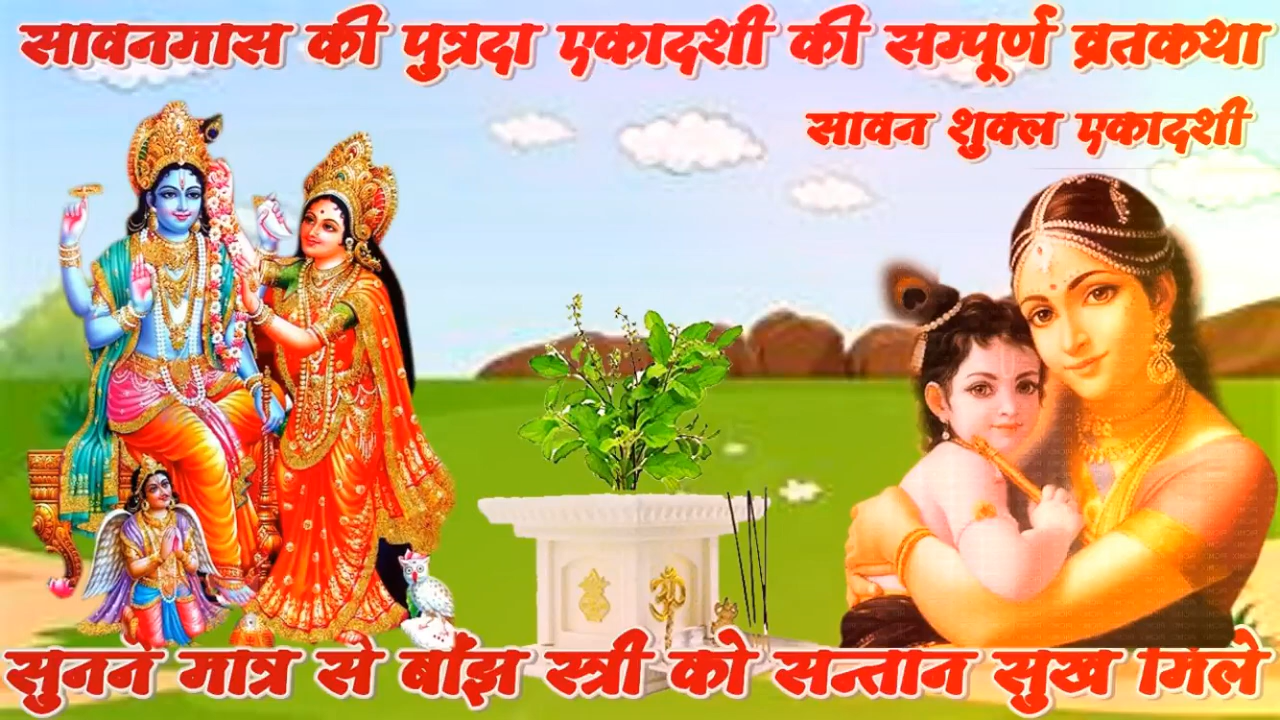 सावनमास की पुत्रदा एकादशी की सम्पूर्ण व्रतकथा
सावन शुक्ल एकादशी
ॐ
सुनने मात्र से बाँझ स्त्री को सन्तान सुख मिले